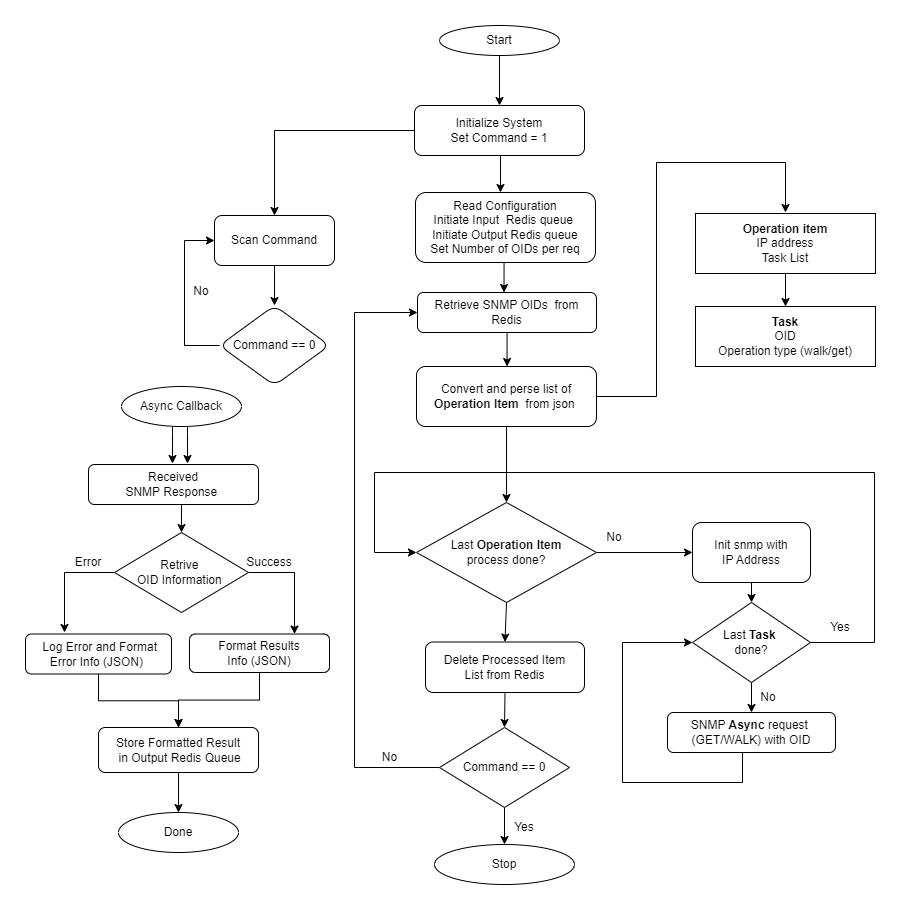 Start
Initialize System
Set Command = 1
Read Configuration
Initiate Input Redis queue
Initiate Output Redis queue
Set Number of OIDs per req
Operation item
IP address
Task List
Scan Command
No
Command == 0
Retrieve SNMP OIDs from
Redis
Task
OID
Operation type (walk/get)
Convert and perse list of
Operation Item from json
Async Callback
Received
SNMP Response
Retrive
OID Information
Error
Success
Log Error and Format
Error Info (JSON)
Format Results
Info (JSON)
Store Formatted Result
in Output Redis Queue
Done
Last Operation Item
process done?
No
Init snmp with
IP Address
Last Task
done?
Yes
No
SNMP Async request
(GET/WALK) with OID
Delete Processed Item
List from Redis
Command == 0
No
Yes
Stop